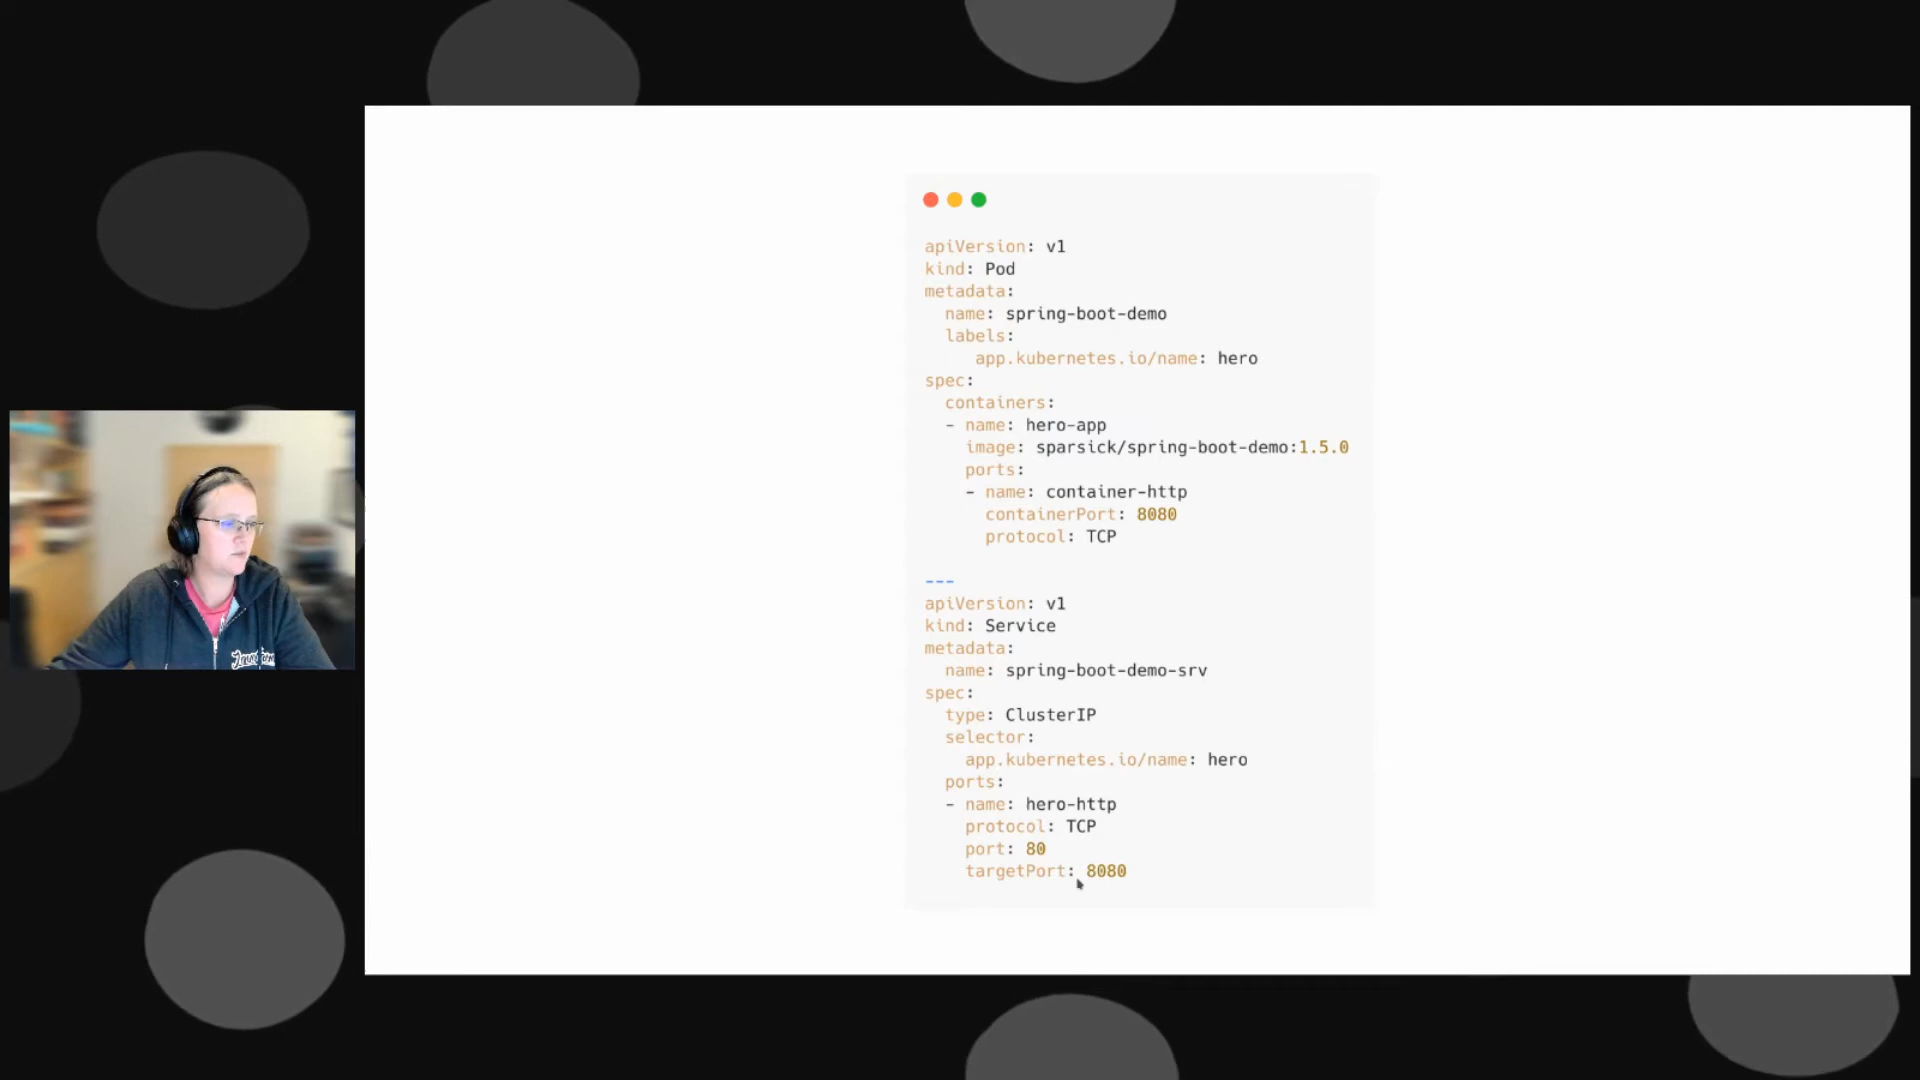 apiVersion: v1
kind: Pod
metadata:
  name: spring-boot-demo
  labels:
     app.kubernetes.io/name: hero
spec:
  containers:
  - name: hero-app
    image: sparsick/spring-boot-demo:1.5.0
    ports:
    - name: container-http
      containerPort: 8080
      protocol: TCP
---
apiVersion: v1
kind: Service
metadata:
  name: spring-boot-demo-srv
spec:
  type: ClusterIP
  selector:
    app.kubernetes.io/name: hero
  ports:
  - name: hero-http
    protocol: TCP
    port: 80
    targetPort: 8080